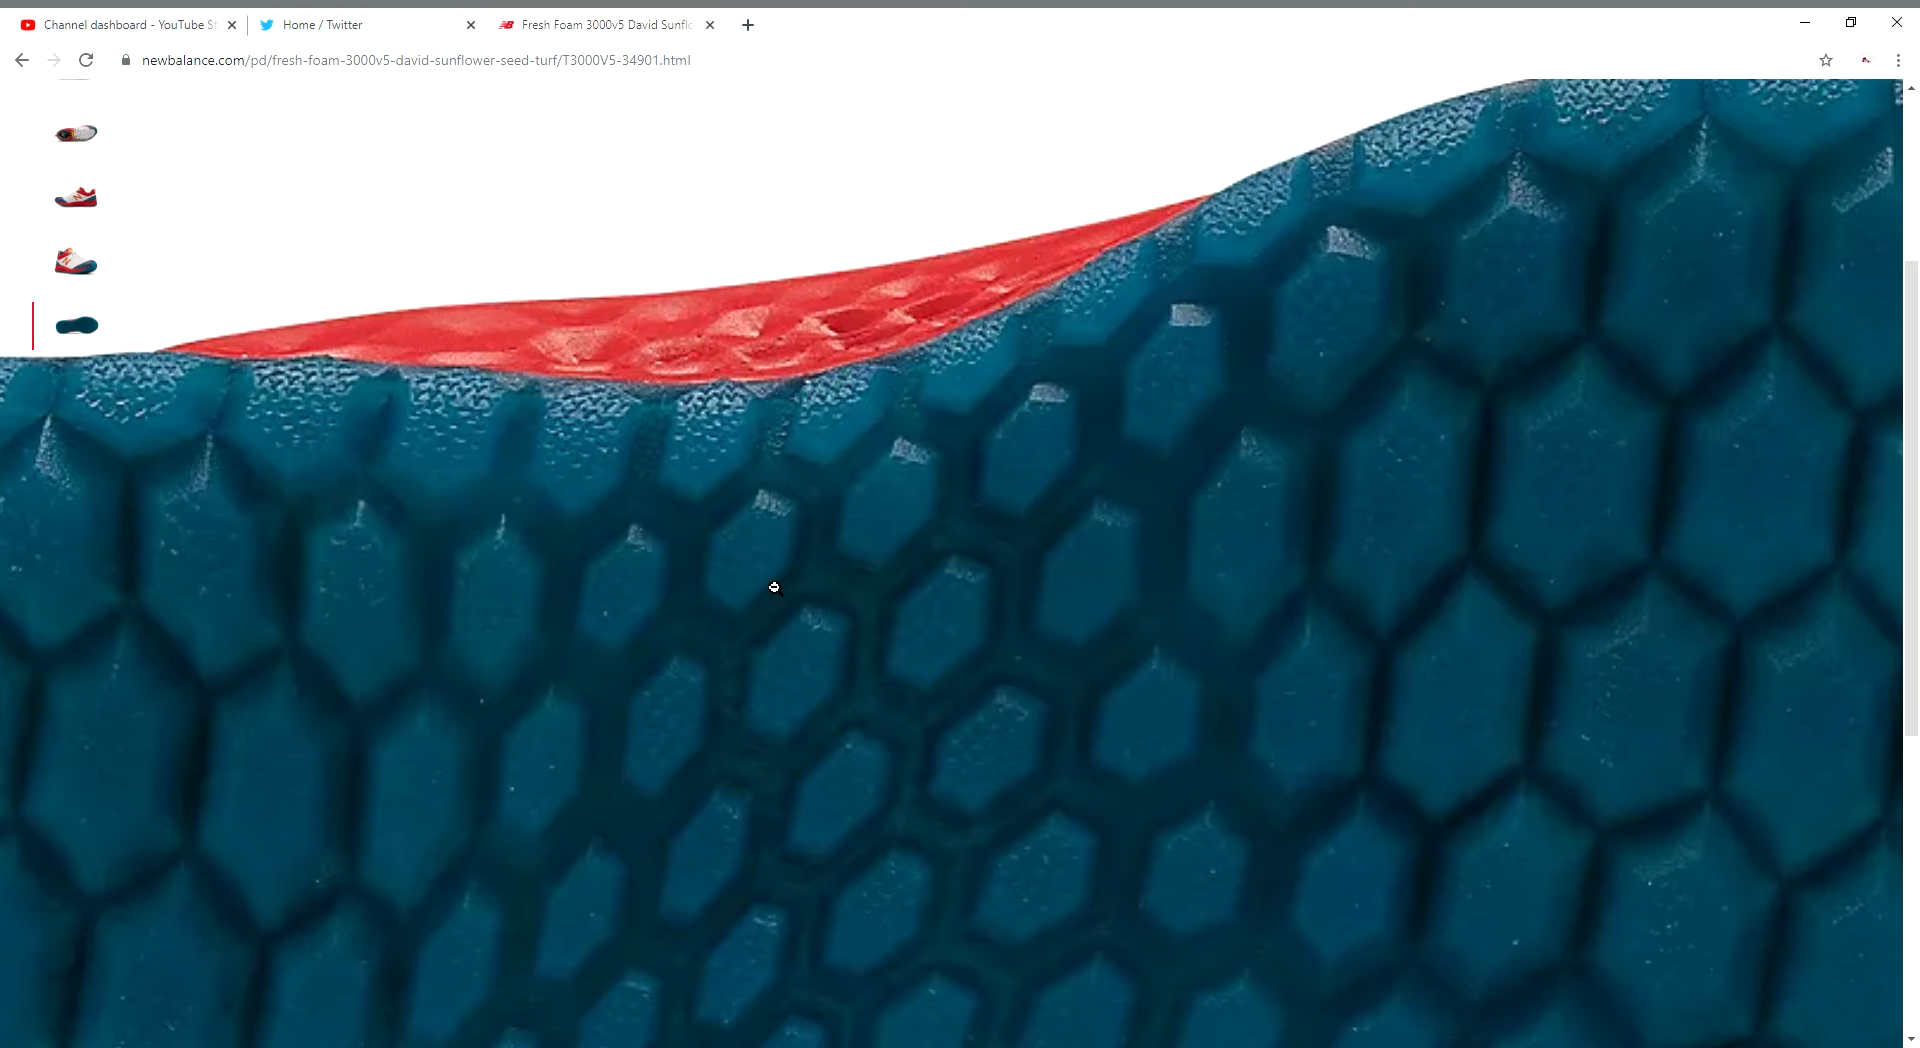 Channel dashboard - YouTube St
Home / Twitter
Fresh Foam 3000v5 David Sunflo
newbalance.com/pd/fresh-foam-3000v5-david-sunflower-seed-turf/T3000V5-34901.html